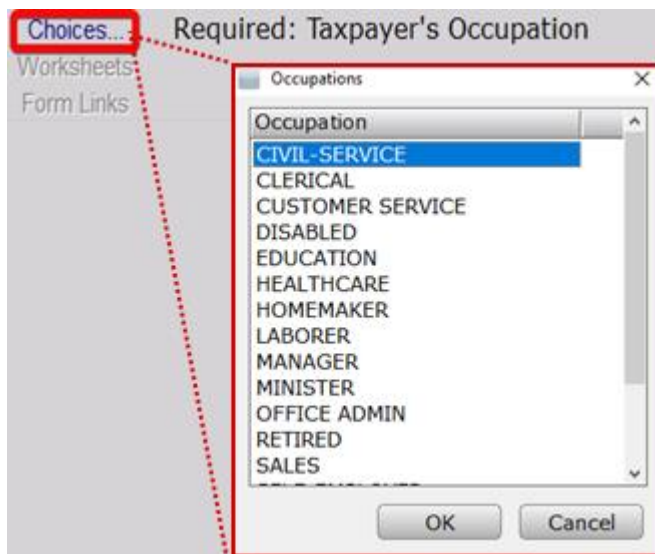 Choices...
Required: Taxpayer's Occupation
Worksheets
Form Links
Occupations
Occupation
CIVIL-SERVICE
CLERICAL
CUSTOMER SERVICE
DISABLED
EDUCATION
HEALTHCARE
HOMEMAKER
LABORER
MANAGER
MINISTER
OFFICE ADMIN
RETIRED
SALES
OK
Cancel